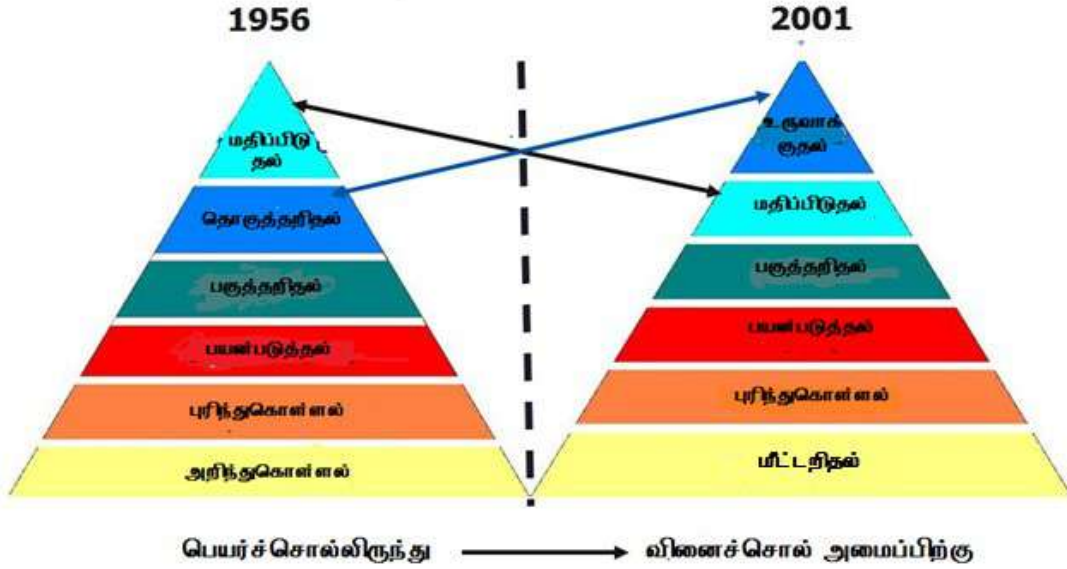 1956
2001
மதிப்பிடு
தல்
தொகுத்தறிதல்
பகுத்தறிதல்
பயன்படுத்தல்
புரிந்துகொள்ளல்
அறிந்துகொள்ளல்
உருவாக்
குதல்
மதிப்பிடுதல்
பகுத்தறிதல்
பயன்படுத்தல்
புரிந்துகொள்ளல்
மீட்டறிதல்
பெயர்ச்சொல்லிருந்து வினைச்சொல் அமைப்பிற்கு